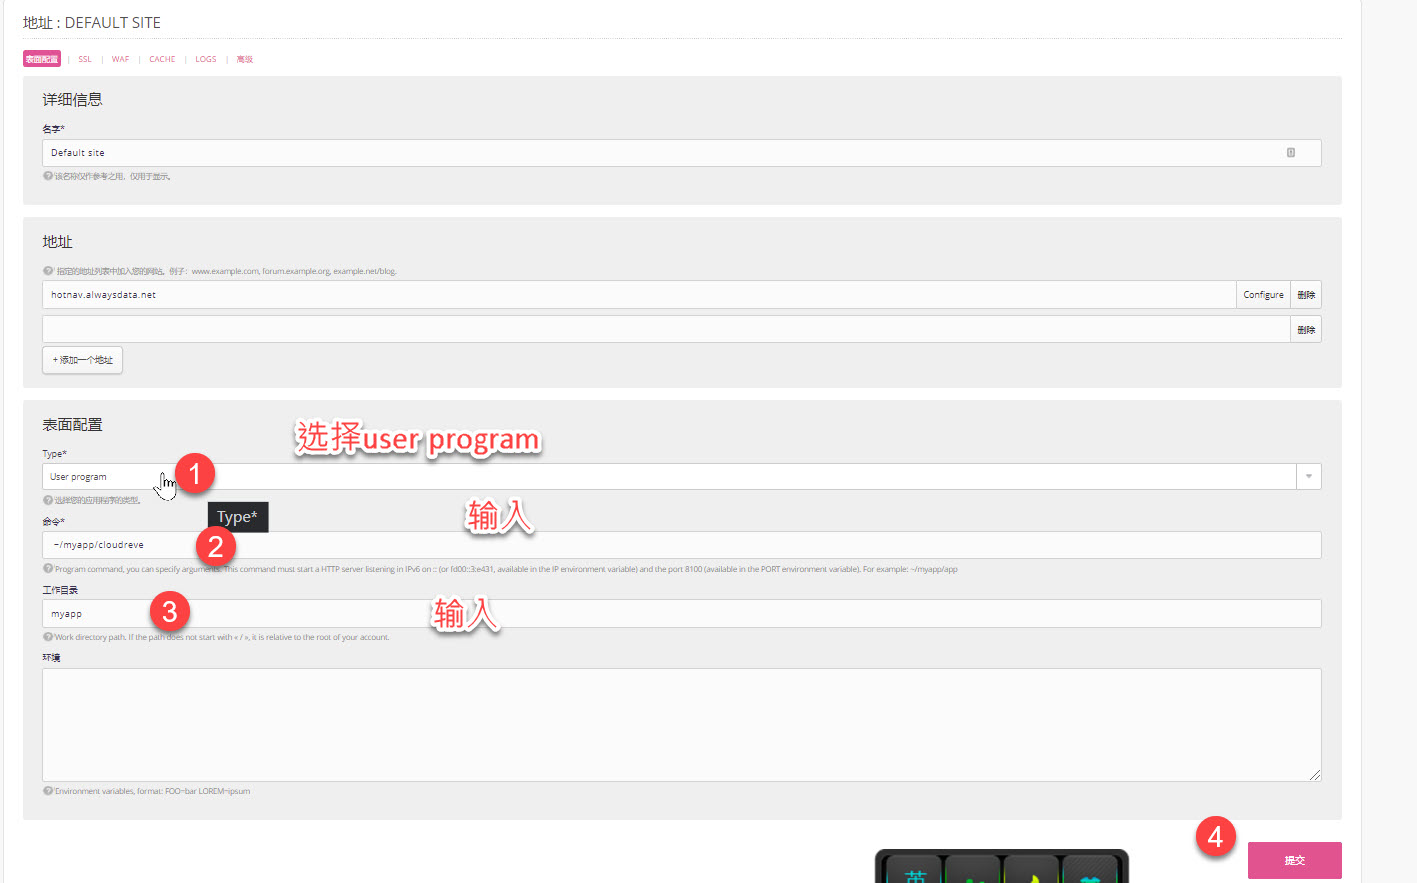 地址 : DEFAULT SITE
表面配置 | SSL | WAF | CACHE | LOGS | 高级
详细信息
名字*
Default site
该名称仅作参考之用，仅用于显示。
地址
指定的地址列表中加入您的网站。例子：www.example.com, forum.example.org, example.net/blog.
hotnav.alwaysdata.net Configure 删除
删除
+ 添加一个地址
表面配置
选择user program
Type*
User program
1
选择您的应用程序的类型。
输入
Type*
命令*
~/myapp/cloudreve
2
Program command, you can specify arguments. This command must start a HTTP server listening in IPv6 on :: (or fd00::3:e431, available in the IP environment variable) and the port 8100 (available in the PORT environment variable). For example: ~/myapp/app
工作目录
myapp
3
输入
Work directory path. If the path does not start with « / », it is relative to the root of your account.
环境
Environment variables, format: FOO=bar LOREM=ipsum
4
提交
英